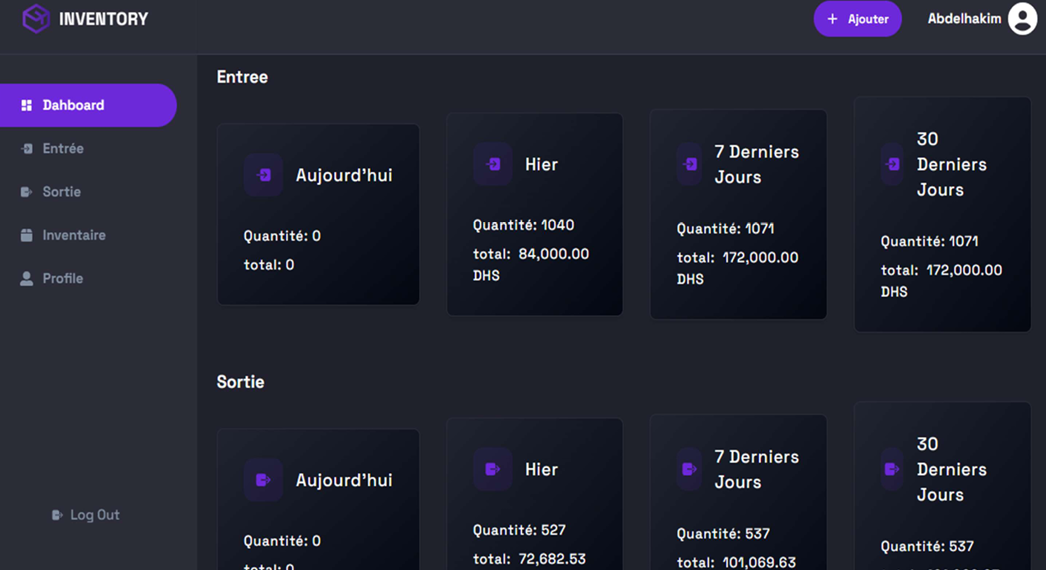 INVENTORY
+ Ajouter
Abdelhakim
Dahboard
Entrée
Sortie
Inventaire
Profile
Log Out
Entree
Aujourd'hui
Quantité: 0
total: 0
Hier
Quantité: 1040
total: 84,000.00
DHS
7 Derniers
Jours
Quantité: 1071
total: 172,000.00
DHS
30
Derniers
Jours
Quantité: 1071
total: 172,000.00
DHS
Sortie
Aujourd'hui
Quantité: 0
total: 0
Hier
Quantité: 527
total: 72,682.53
7 Derniers
Jours
Quantité: 537
total: 101,069.63
30
Derniers
Jours
Quantité: 537